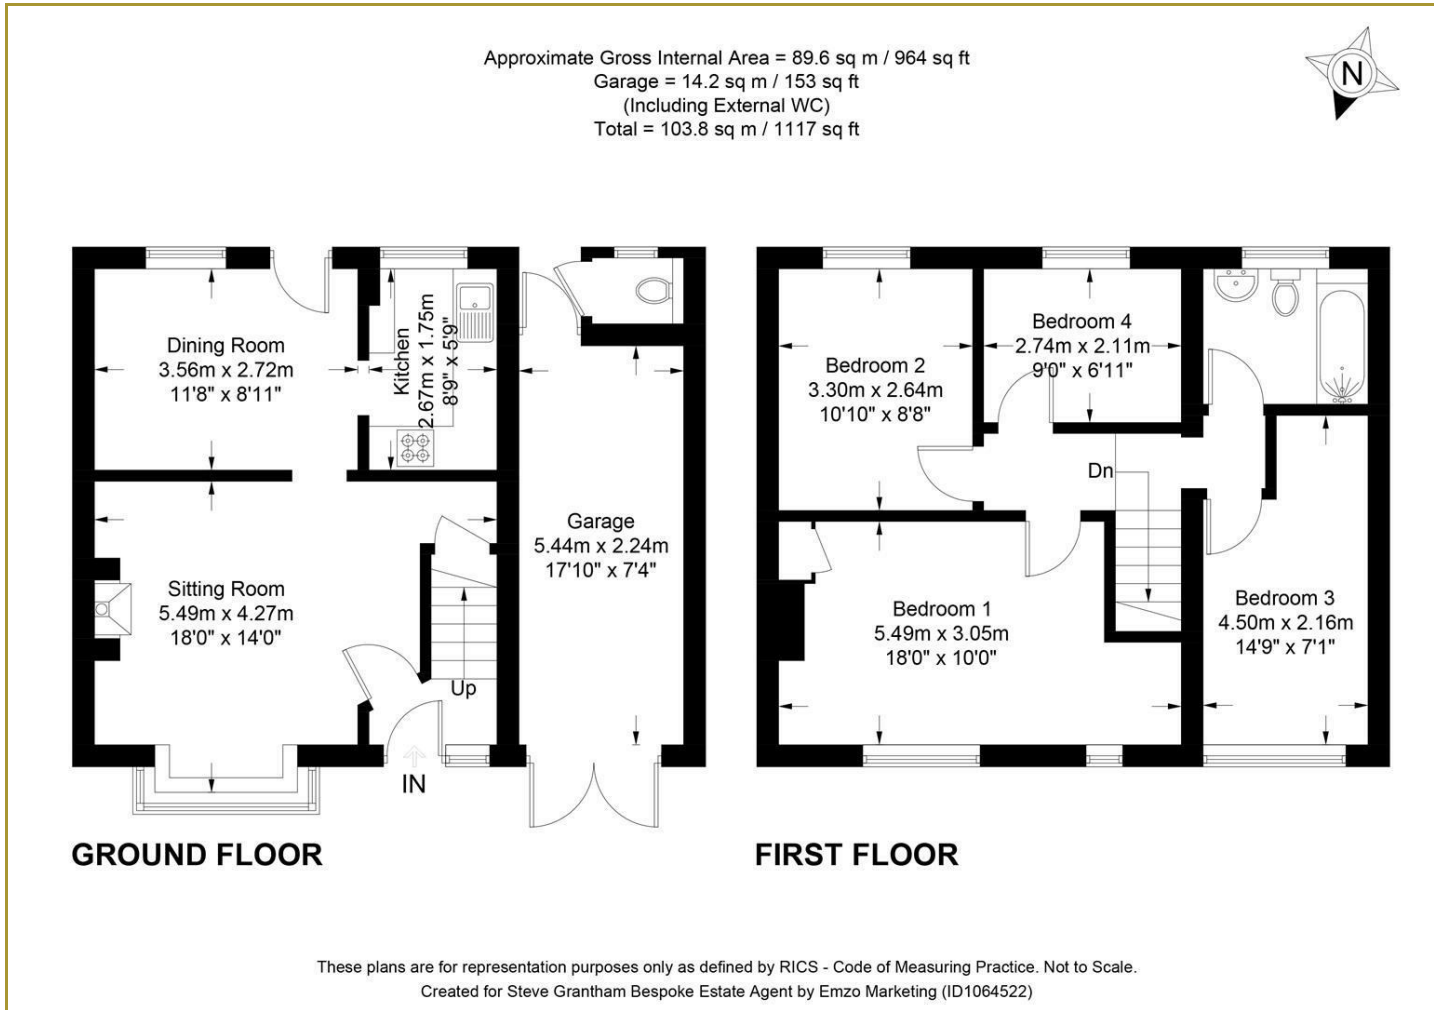 Approximate Gross Internal Area = 89.6 sq m / 964 sq ft
Garage = 14.2 sq m / 153 sq ft
(Including External WC)
Total = 103.8 sq m / 1117 sq ft
N
Dining Room
3.56m x 2.72m
11'8" x 8'11"
Kitchen
2.67m x 1.75m
8'9" x 5'9"
Sitting Room
5.49m x 4.27m
18'0" x 14'0"
Up
IN
Garage
5.44m x 2.24m
17'10" x 7'4"
GROUND FLOOR
Bedroom 2
3.30m x 2.64m
10'10" x 8'8"
Bedroom 4
2.74m x 2.11m
9'0" x 6'11"
Dn
Bedroom 1
5.49m x 3.05m
18'0" x 10'0"
Bedroom 3
4.50m x 2.16m
14'9" x 7'1"
FIRST FLOOR
These plans are for representation purposes only as defined by RICS - Code of Measuring Practice. Not to Scale.
Created for Steve Grantham Bespoke Estate Agent by Emzo Marketing (ID1064522)